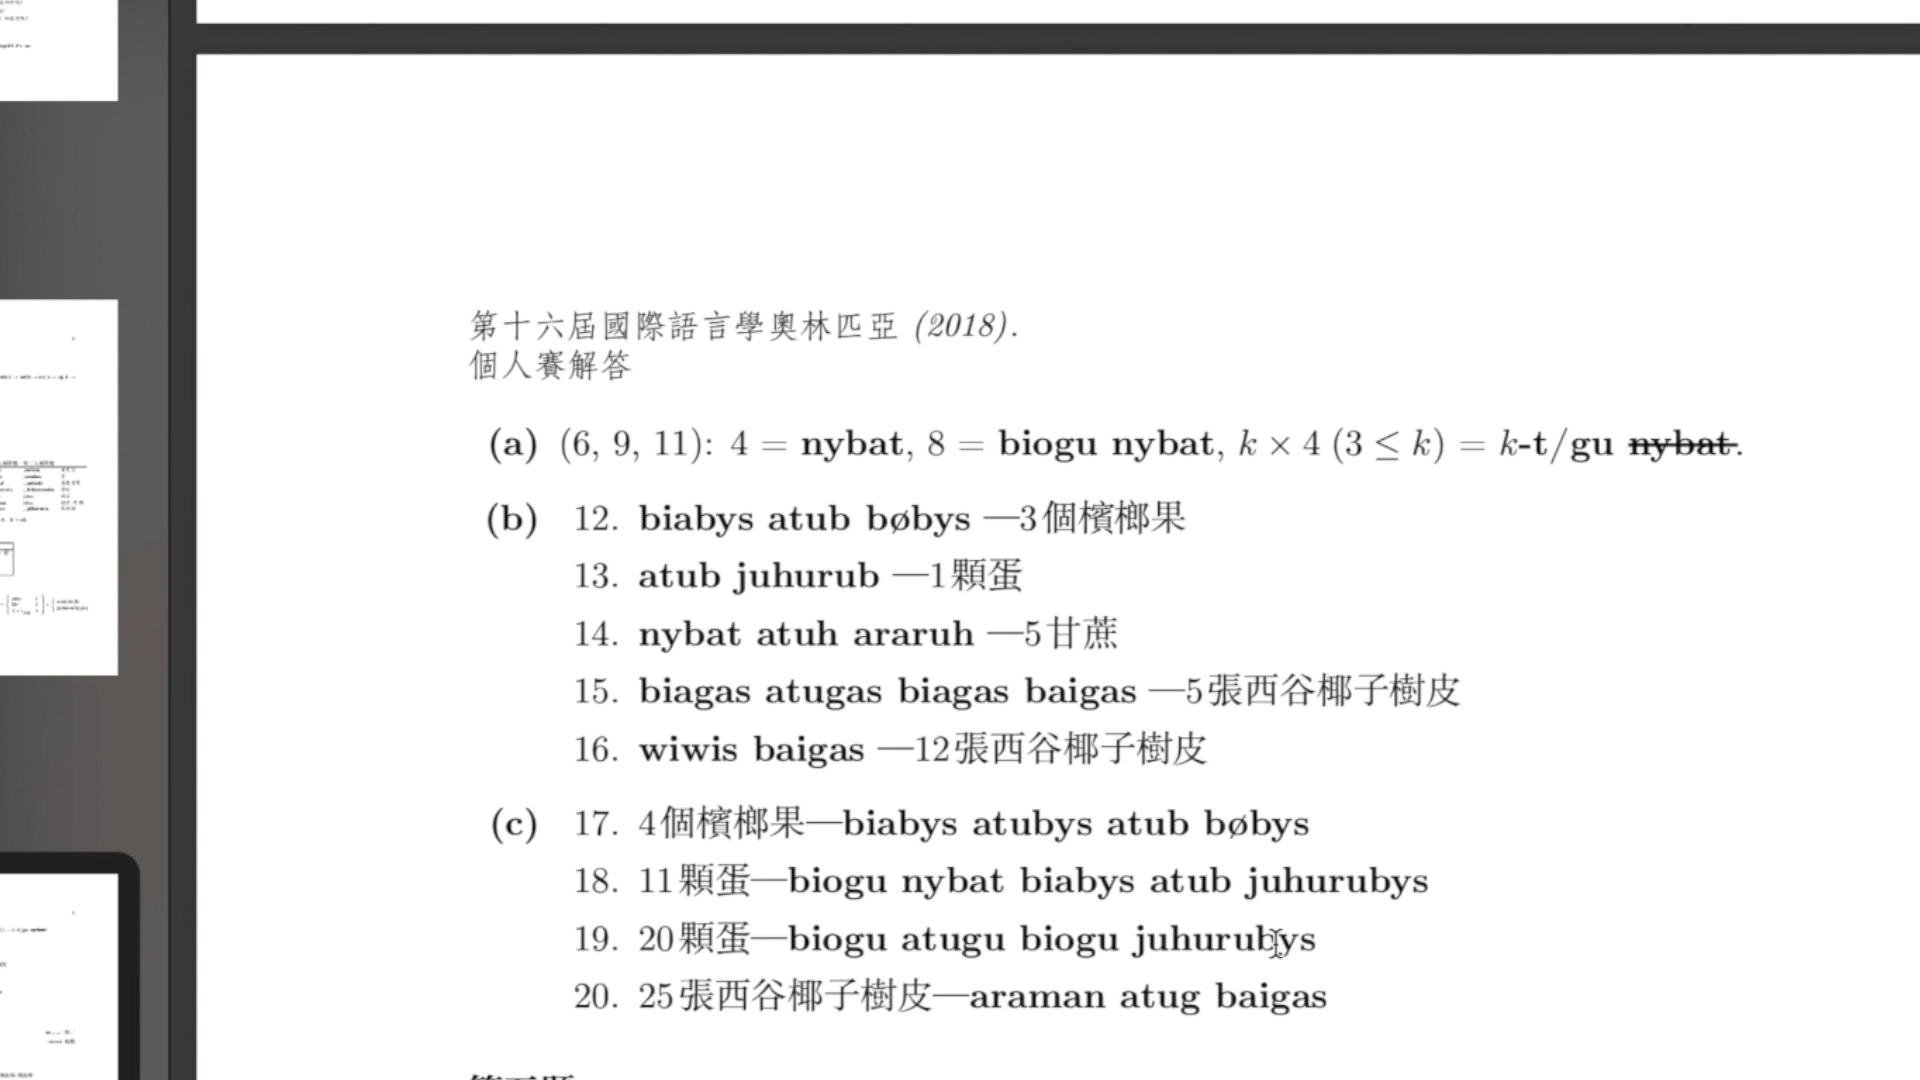 第十六屆國際語言學奧林匹亞 (2018).
個人賽解答
(a) (6, 9, 11): 4 = nybat, 8 = biogu nybat, k × 4 (3 ≤ k) = k-t/gu nybat.
(b) 12. biabys atub bøbys —3個檳榔果
13. atub juhurub —1顆蛋
14. nybat atuh araruh —5甘蔗
15. biagas atugas biagas baigas —5張西谷椰子樹皮
16. wiwis baigas —12張西谷椰子樹皮
(c) 17. 4個檳榔果—biabys atubys atub bøbys
18. 11顆蛋—biogu nybat biabys atub juhurubys
19. 20顆蛋—biogu atugu biogu juhurubys
20. 25張西谷椰子樹皮—araman atug baigas